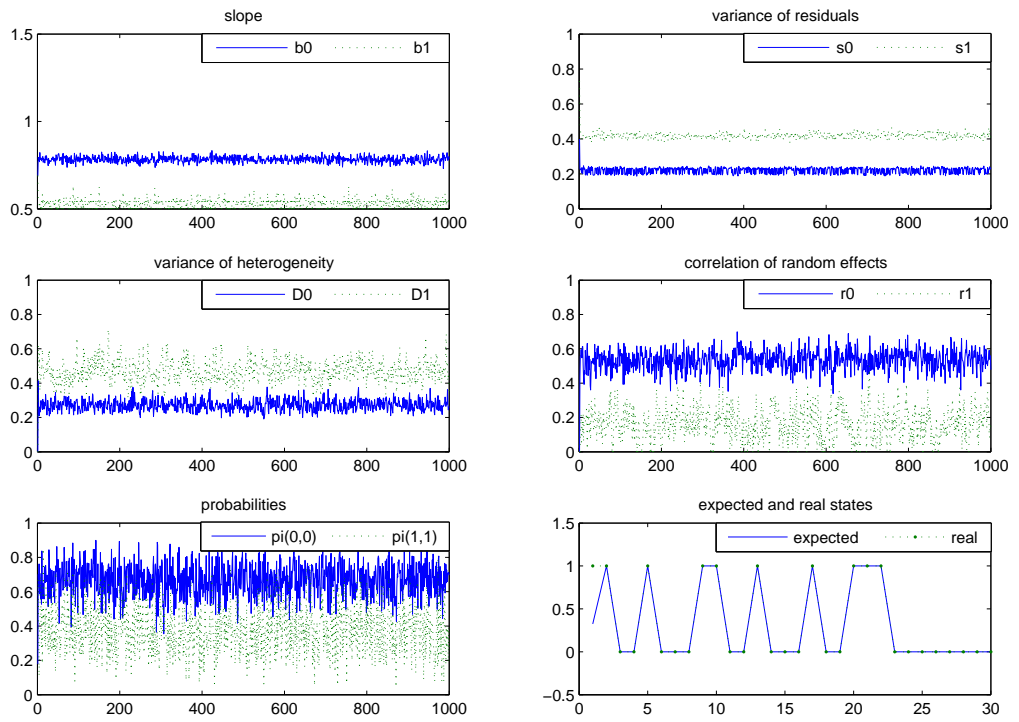 slope
b0 b1
1.5
1
0.5
0 200 400 600 800 1000
variance of residuals
s0 s1
1
0.8
0.6
0.4
0.2
0
0 200 400 600 800 1000
variance of heterogeneity
D0 D1
1
0.8
0.6
0.4
0.2
0
0 200 400 600 800 1000
correlation of random effects
r0 r1
1
0.8
0.6
0.4
0.2
0
0 200 400 600 800 1000
probabilities
pi(0,0) pi(1,1)
1
0.8
0.6
0.4
0.2
0
0 200 400 600 800 1000
expected and real states
expected real
1.5
1
0.5
0
−0.5
0 5 10 15 20 25 30